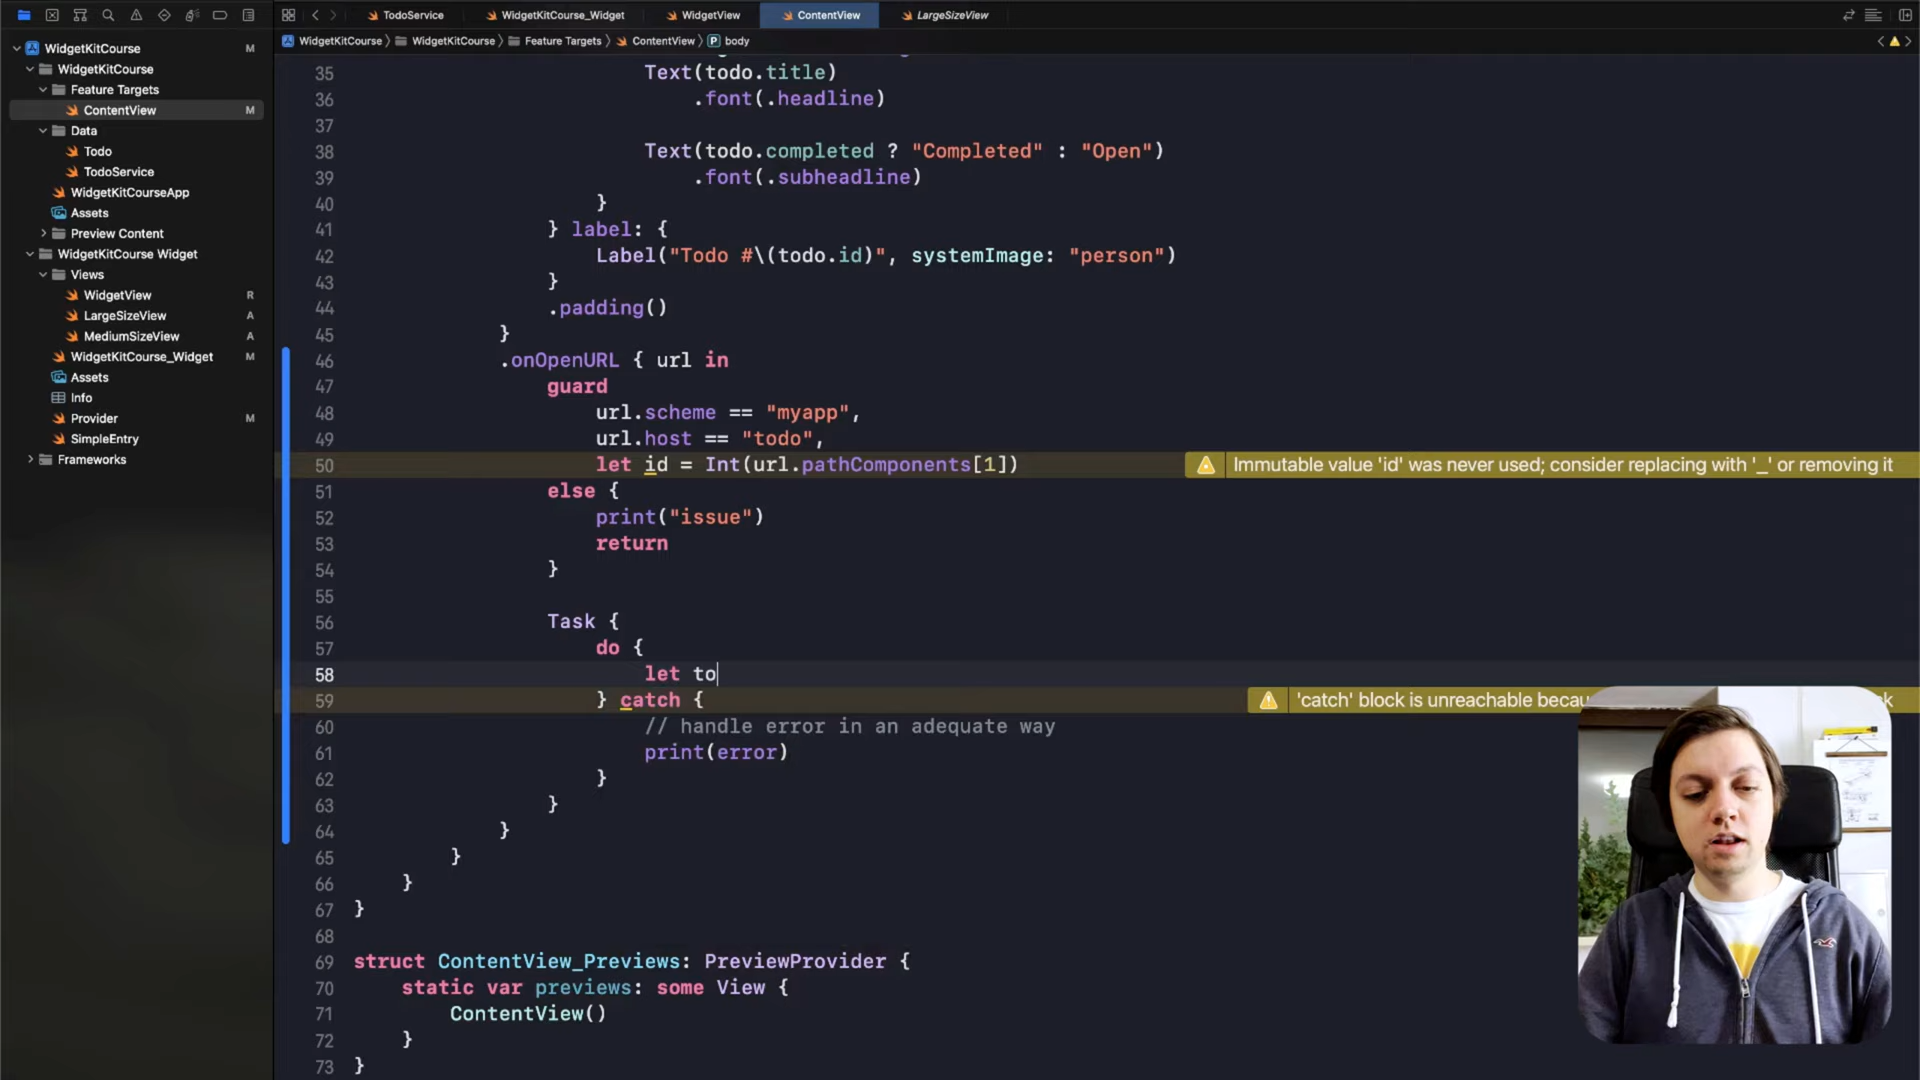 TodoService
WidgetKitCourse_Widget
WidgetView
ContentView
LargeSizeView
WidgetKitCourse
WidgetKitCourse
Feature Targets
ContentView
P body
WidgetKitCourse M
WidgetKitCourse
Feature Targets
ContentView M
Data
Todo
TodoService
WidgetKitCourseApp
Assets
Preview Content
WidgetKitCourse Widget
Views
WidgetView R
LargeSizeView A
MediumSizeView A
WidgetKitCourse_Widget M
Assets
Info
Provider M
SimpleEntry
Frameworks
35 Text(todo.title)
36 .font(.headline)
37
38 Text(todo.completed ? "Completed" : "Open")
39 .font(.subheadline)
40 }
41 } label: {
42 Label("Todo #\(todo.id)", systemImage: "person")
43 }
44 .padding()
45 }
46 .onOpenURL { url in
47 guard
48 url.scheme == "myapp",
49 url.host == "todo",
50 let id = Int(url.pathComponents[1]) Immutable value 'id' was never used; consider replacing with '_' or removing it
51 else {
52 print("issue")
53 return
54 }
55
56 Task {
57 do {
58 let to
59 } catch { 'catch' block is unreachable becau k
60 // handle error in an adequate way
61 print(error)
62 }
63 }
64 }
65 }
66 }
67 }
68
69 struct ContentView_Previews: PreviewProvider {
70 static var previews: some View {
71 ContentView()
72 }
73 }